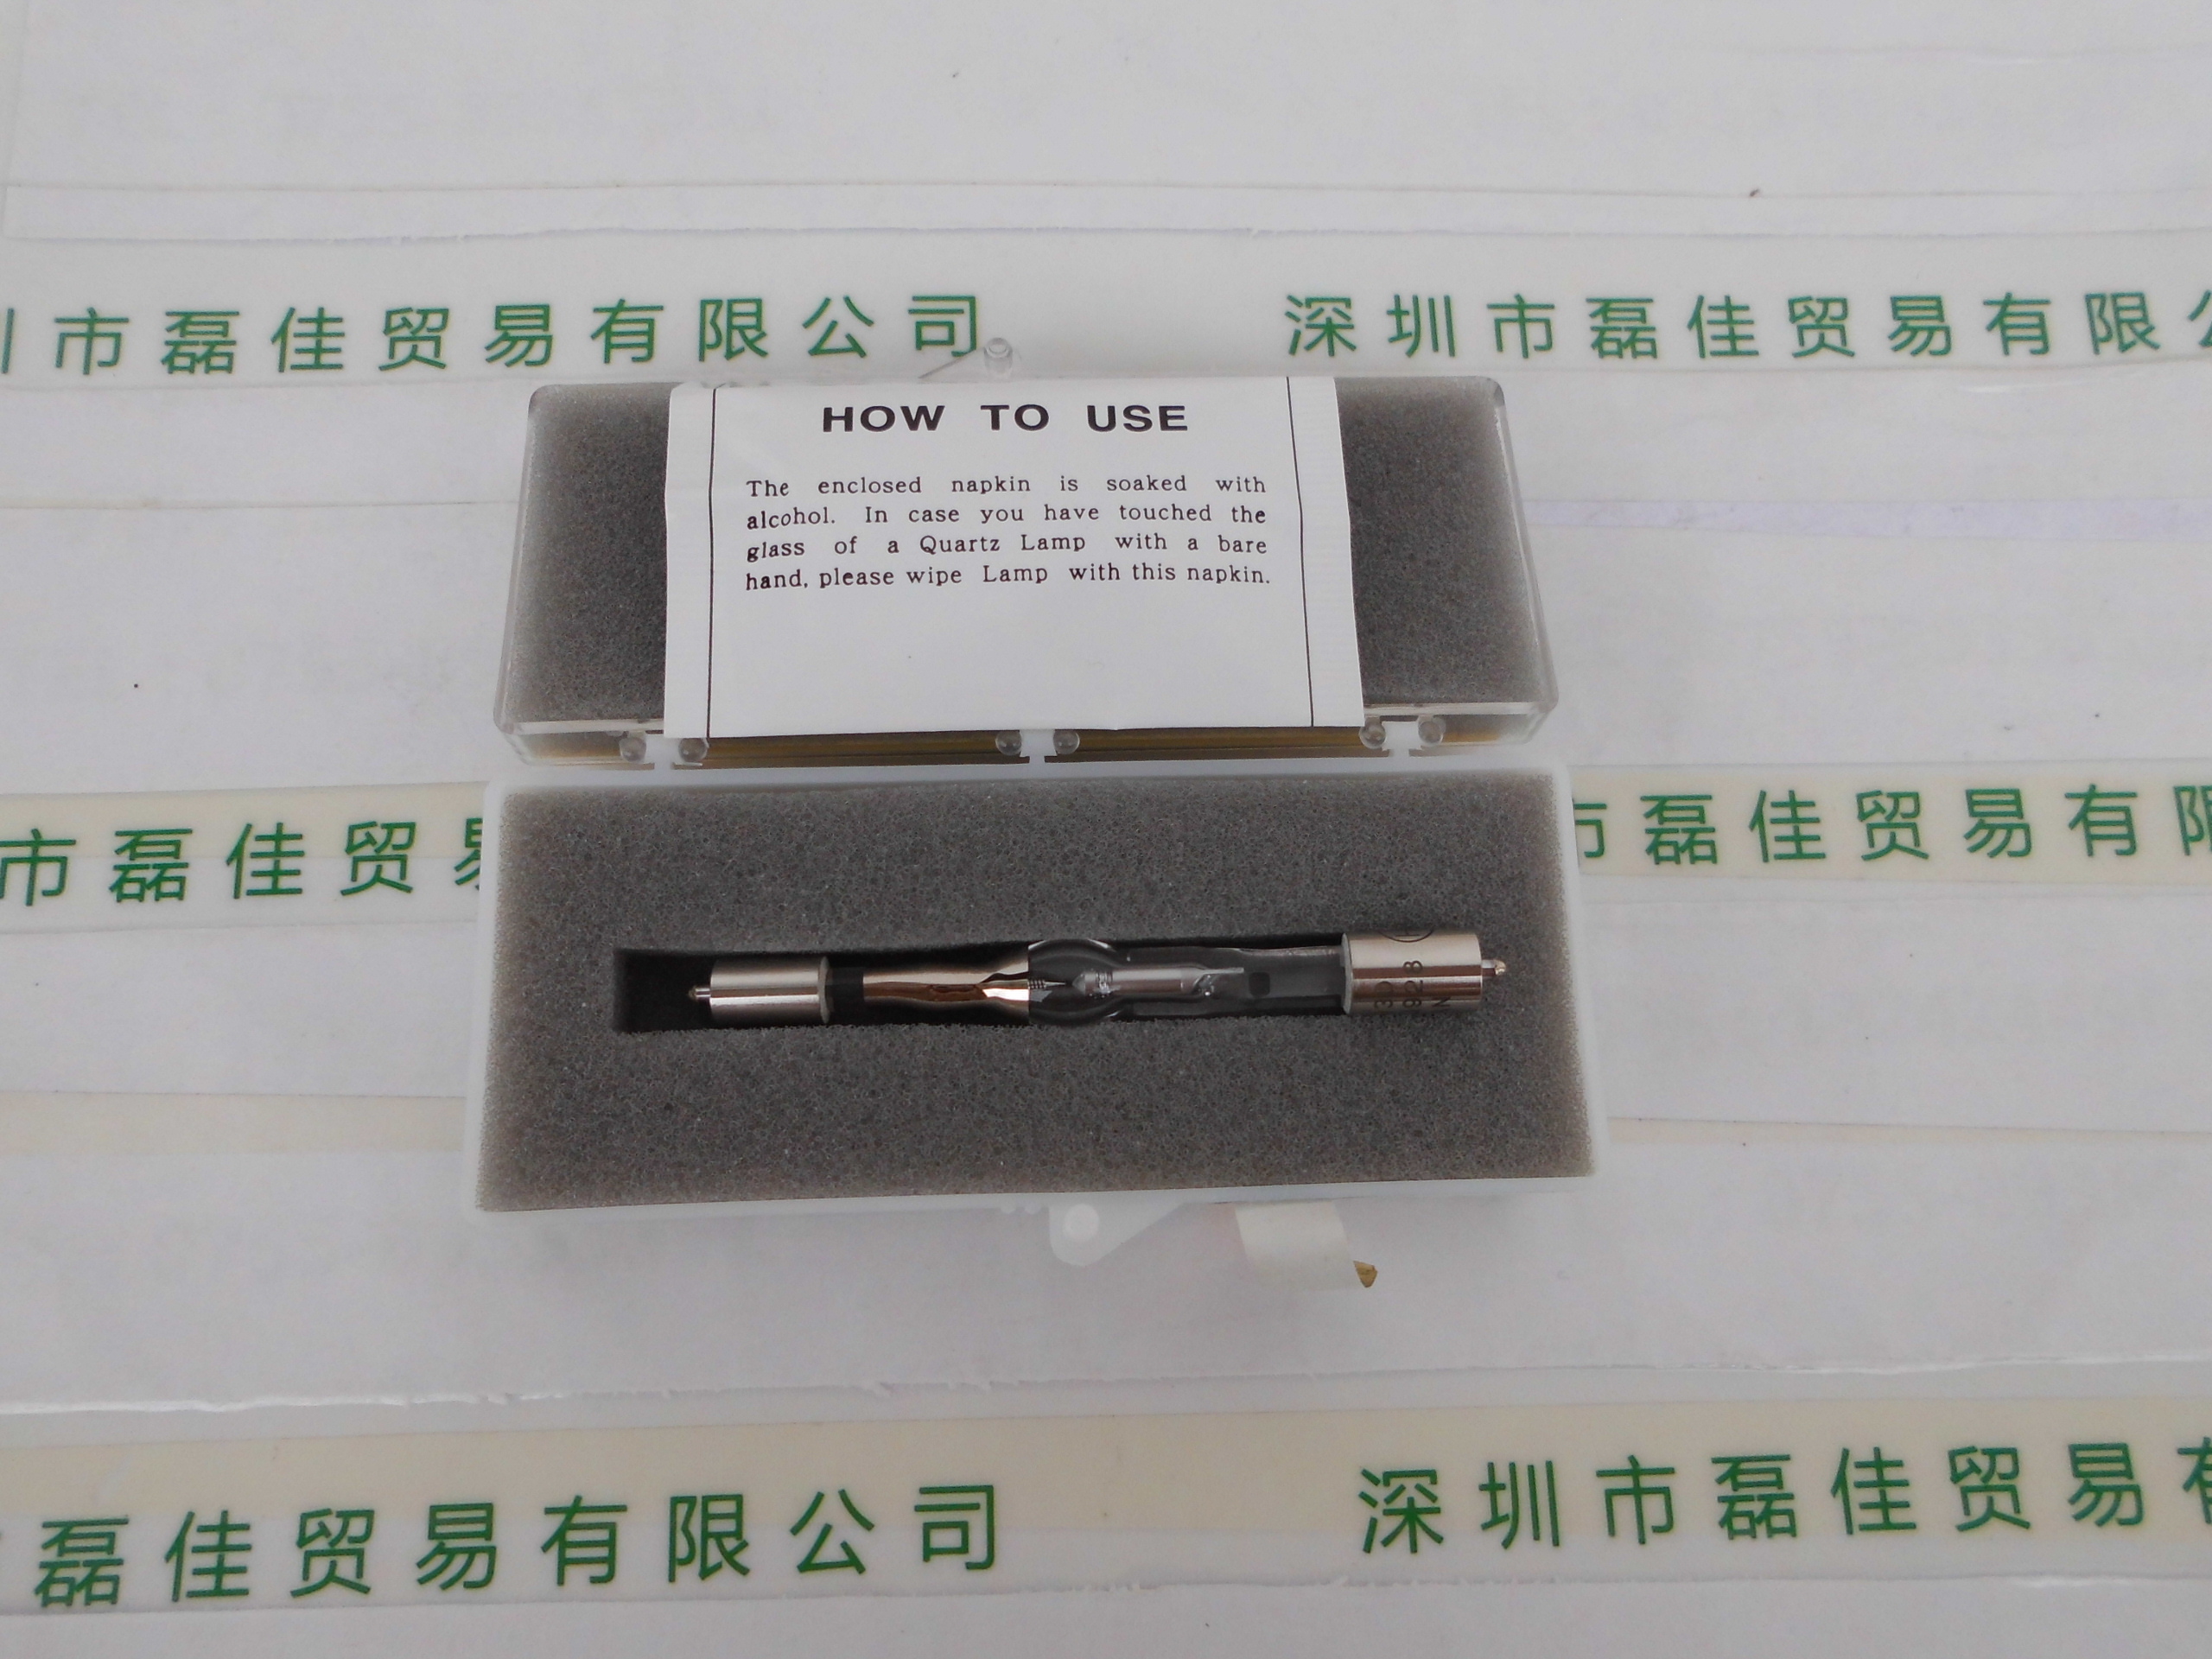 市磊佳贸易有限公司 深圳市磊佳贸易有限
HOW TO USE
The enclosed napkin is soaked with
alcohol. In case you have touched the
glass of a Quartz Lamp with a bare
hand, please wipe Lamp with this napkin.
市磊佳贸 磊佳贸易有
928
磊佳贸易有限公司 深圳市磊佳贸易